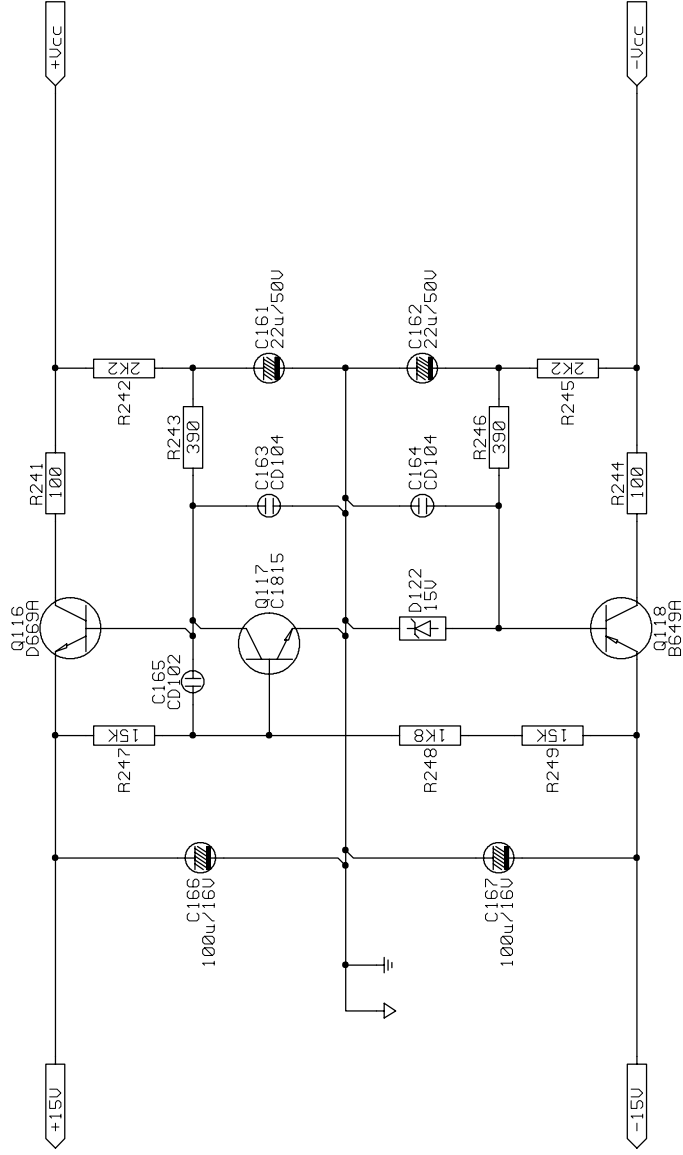 +Vcc
-Vcc
C161
22u/50V
C162
22u/50V
R242
2K2
R245
2K2
R243
390
R246
390
R241
100
C163
CD104
C164
CD104
R244
100
Q116
D669A
Q117
C1815
D122
15V
Q118
B649A
C165
CD102
R247
15K
R248
1K8
R249
15K
C166
100u/16V
C167
100u/16V
+15V
-15V